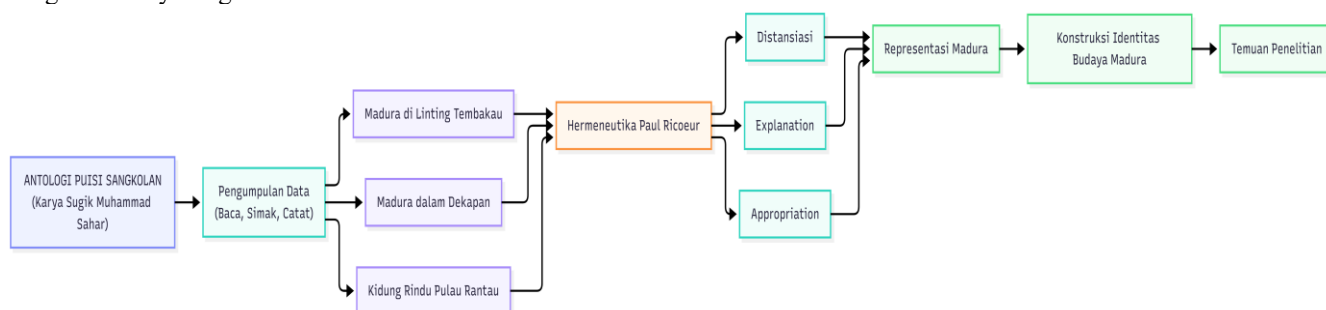 Distansiasi
Representasi Madura
Konstruksi Identitas
Budaya Madura
Temuan Penelitian
Madura di Linting Tembakau
Hermeneutika Paul Ricoeur
Explanation
ANTOLOGI PUISI SANGKOLAN
(Karya Sugik Muhammad
Sahar)
Pengumpulan Data
(Baca, Simak, Catat)
Madura dalam Dekapan
Appropriation
Kidung Rindu Pulau Rantau